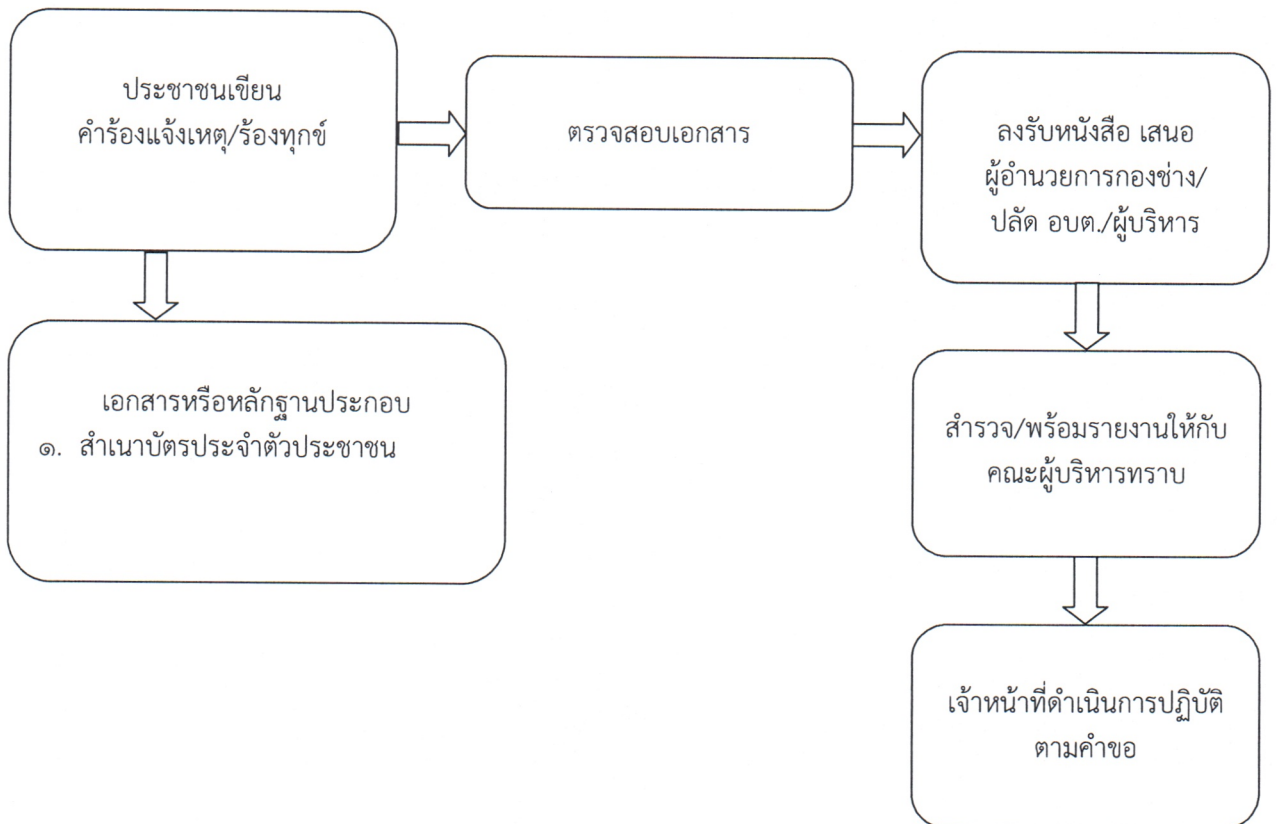 ประชาชนเขียน
คำร้องแจ้งเหตุ/ร้องทุกข์
ตรวจสอบเอกสาร
ลงรับหนังสือ เสนอ
ผู้อำนวยการกองช่าง/
ปลัด อบต./ผู้บริหาร
เอกสารหรือหลักฐานประกอบ
๑. สำเนาบัตรประจำตัวประชาชน
สำรวจ/พร้อมรายงานให้กับ
คณะผู้บริหารทราบ
เจ้าหน้าที่ดำเนินการปฏิบัติ
ตามคำขอ